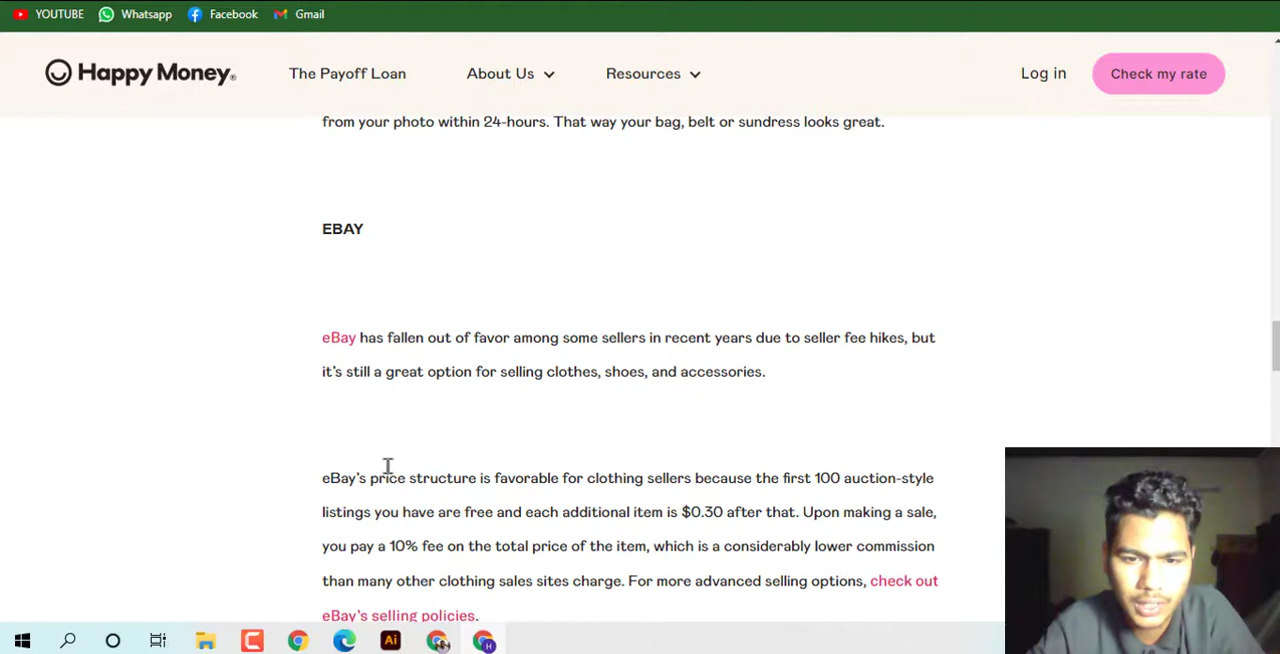 YOUTUBE Whatsapp Facebook Gmail
Happy Money® The Payoff Loan About Us Resources Log in Check my rate
from your photo within 24-hours. That way your bag, belt or sundress looks great.
EBAY
eBay has fallen out of favor among some sellers in recent years due to seller fee hikes, but
it's still a great option for selling clothes, shoes, and accessories.
eBay's price structure is favorable for clothing sellers because the first 100 auction-style
listings you have are free and each additional item is $0.30 after that. Upon making a sale,
you pay a 10% fee on the total price of the item, which is a considerably lower commission
than many other clothing sales sites charge. For more advanced selling options, check out
eBay's selling policies.
Ai H